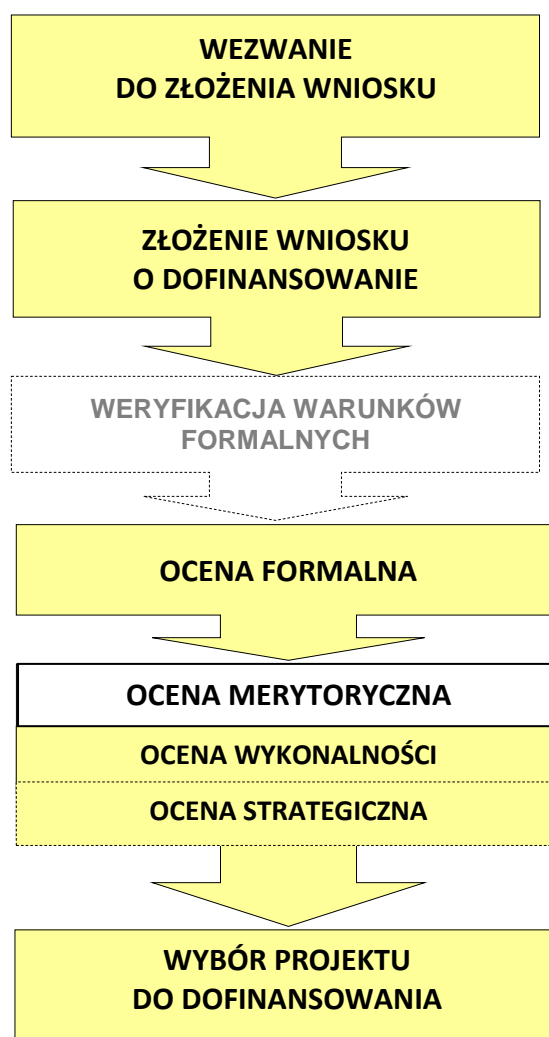 WEZWANIE
DO ZŁOŻENIA WNIOSKU
ZŁOŻENIE WNIOSKU
O DOFINANSOWANIE
WERYFIKACJA WARUNKÓW
FORMALNYCH
OCENA FORMALNA
OCENA MERYTORYCZNA
OCENA WYKONALNOŚCI
OCENA STRATEGICZNA
WYBÓR PROJEKTU
DO DOFINANSOWANIA